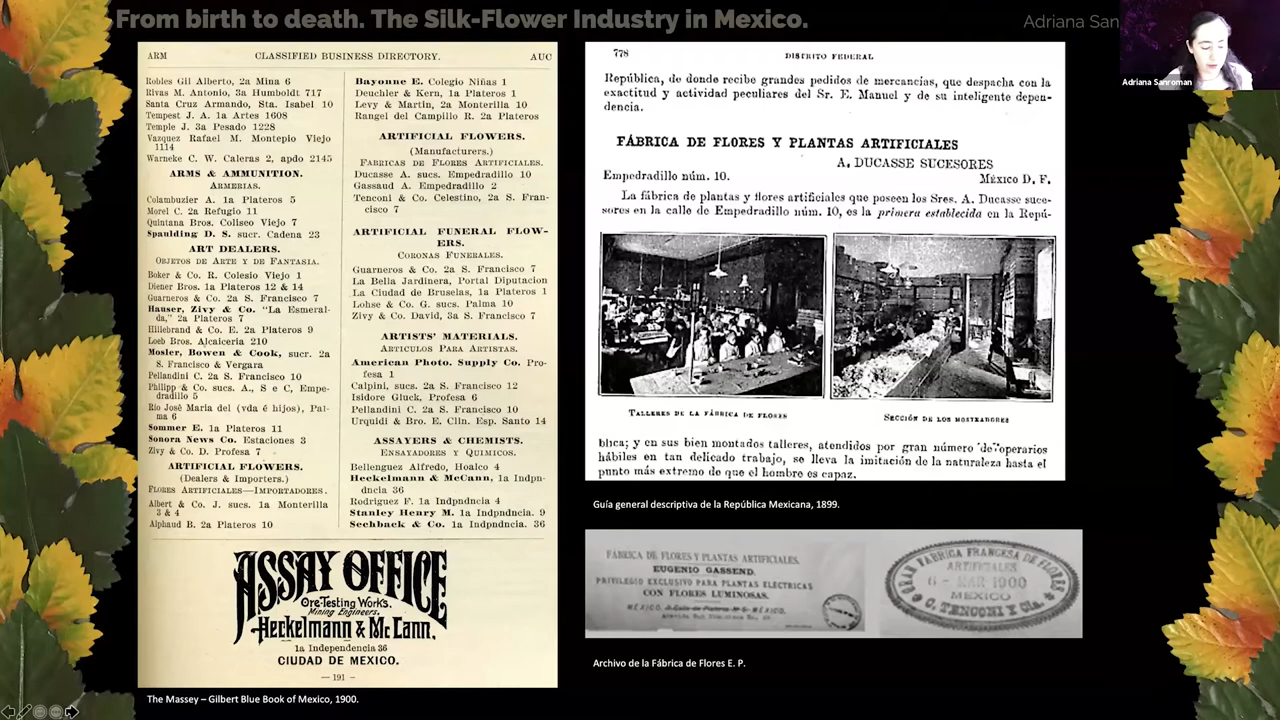 From birth to death. The Silk-Flower Industry in Mexico.
Adriana San
Adriana Sanroman
ARM CLASSIFIED BUSINESS DIRECTORY. AUC
Robles Gil Alberto, 2a Mina 6
Rivas M. Antonio, 3a Humboldt 717
Santa Cruz Armando, Sta. Isabel 10
Tempest J. A. 1a Artes 1608
Temple J. 3a Pesado 1228
Vazquez Rafael M. Montepio Viejo
1114
Warneke C. W. Caleras 2, apdo 2145
ARMS & AMMUNITION.
ARMERIAS.
Colambuzier A. 1a Plateros 5
Morel C. 2a Refugio 11
Quintana Bros. Coliseo Viejo 7
Spaulding D. S. sucr. Cadena 23
ART DEALERS.
OBJETOS DE ARTE Y DE FANTASIA.
Boker & Co. R. Colesio Viejo 1
Diener Bros. 1a Plateros 12 & 14
Guarneros & Co. 2a S. Francisco 7
Hauser, Zivy & Co. "La Esmeral-
da," 2a Plateros 7
Hillebrand & Co. E. 2a Plateros 9
Loeb Bros. Alcaiceria 210
Mosler, Bowen & Cook, sucr. 2a
S. Francisco & Vergara
Pellandini C. 2a S. Francisco 10
Philipp & Co. sucs. A., S e C, Empe-
dradillo 5
Rio José Maria del (vda é hijos), Pal-
ma 6
Sommer E. 1a Plateros 11
Sonora News Co. Estaciones 3
Zivy & Co. D. Profesa 7
ARTIFICIAL FLOWERS.
(Dealers & Importers.)
FLORES ARTIFICIALES—IMPORTADORES.
Albert & Co. J. sucs. 1a Monterilla
3 & 4
Alphaud B. 2a Plateros 10
Bayonne E. Colegio Niñas 1
Deuchler & Kern, 1a Plateros 1
Levy & Martin, 2a Monterilla 10
Rangel del Campillo R. 2a Plateros
ARTIFICIAL FLOWERS.
(Manufacturers.)
FABRICAS DE FLORES ARTIFICIALES.
Ducasse A. sucs. Empedradillo 10
Gassaud A. Empedradillo 2
Tenconi & Co. Celestino, 2a S. Fran-
cisco 7
ARTIFICIAL FUNERAL FLOW-
ERS.
CORONAS FUNERALES.
Guarneros & Co. 2a S. Francisco 7
La Bella Jardinera, Portal Diputacion
La Ciudad de Bruselas, 1a Plateros 1
Lohse & Co. G. sucs. Palma 10
Zivy & Co. David, 3a S. Francisco 7
ARTISTS' MATERIALS.
ARTICULOS PARA ARTISTAS.
American Photo. Supply Co. Pro-
fesa 1
Calpini, sucs. 2a S. Francisco 12
Isidore Gluck, Profesa 6
Pellandini C. 2a S. Francisco 10
Urquidi & Bro. E. Clin. Esp. Santo 14
ASSAYERS & CHEMISTS.
ENSAYADORES Y QUIMICOS.
Bellenguez Alfredo, Hoalco 4
Heckelmann & McCann, 1a Indpn-
dncia 36
Rodriguez F. 1a Indpndncia 4
Stanley Henry M. 1a Indpndncia. 9
Sechback & Co. 1a Indpndncia. 36
ASSAY OFFICE
Ore-Testing Works.
Mining Engineers.
Heckelmann & McCann,
1a Independencia 36
CIUDAD DE MEXICO.
— 191 —
The Massey – Gilbert Blue Book of Mexico, 1900.
778 DISTRITO FEDERAL
República, de donde recibe grandes pedidos de mercancías, que despacha con la
exactitud y actividad peculiares del Sr. E. Manuel y de su inteligente depen-
dencia.
FÁBRICA DE FLORES Y PLANTAS ARTIFICIALES
A. DUCASSE SUCESORES
Empedradillo núm. 10. México D. F.
La fábrica de plantas y flores artificiales que poseen los Sres. A. Ducasse suce-
sores en la calle de Empedradillo núm. 10, es la primera establecida en la Repú-
TALLERES DE LA FÁBRICA DE FLORES
SECCIÓN DE LOS MOSTRADORES
blica; y en sus bien montados talleres, atendidos por gran número de operarios
hábiles en tan delicado trabajo, se lleva la imitación de la naturaleza hasta el
punto más extremo de que el hombre es capaz.
Guía general descriptiva de la República Mexicana, 1899.
FÁBRICA DE FLORES Y PLANTAS ARTIFICIALES.
EUGENIO GASSEND.
PRIVILEGIO EXCLUSIVO PARA PLANTAS ELÉCTRICAS
CON FLORES LUMINOSAS.
GRAN FABRICA FRANCESA DE FLORES
ARTIFICIALES
MAR 1900
MEXICO
C. TENCONI Y Cia
Archivo de la Fábrica de Flores E. P.